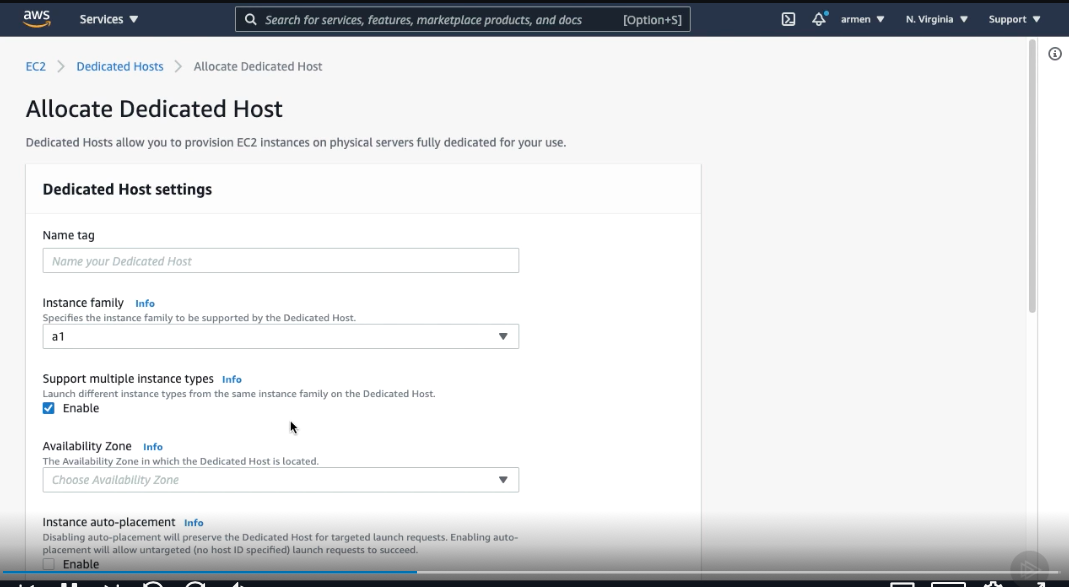 aws Services Search for services, features, marketplace products, and docs [Option+S] armen N. Virginia Support
EC2 Dedicated Hosts Allocate Dedicated Host
Allocate Dedicated Host
Dedicated Hosts allow you to provision EC2 instances on physical servers fully dedicated for your use.
Dedicated Host settings
Name tag
Name your Dedicated Host
Instance family Info
Specifies the instance family to be supported by the Dedicated Host.
a1
Support multiple instance types Info
Launch different instance types from the same instance family on the Dedicated Host.
Enable
Availability Zone Info
The Availability Zone in which the Dedicated Host is located.
Choose Availability Zone
Instance auto-placement Info
Disabling auto-placement will preserve the Dedicated Host for targeted launch requests. Enabling auto-
placement will allow untargeted (no host ID specified) launch requests to succeed.
Enable